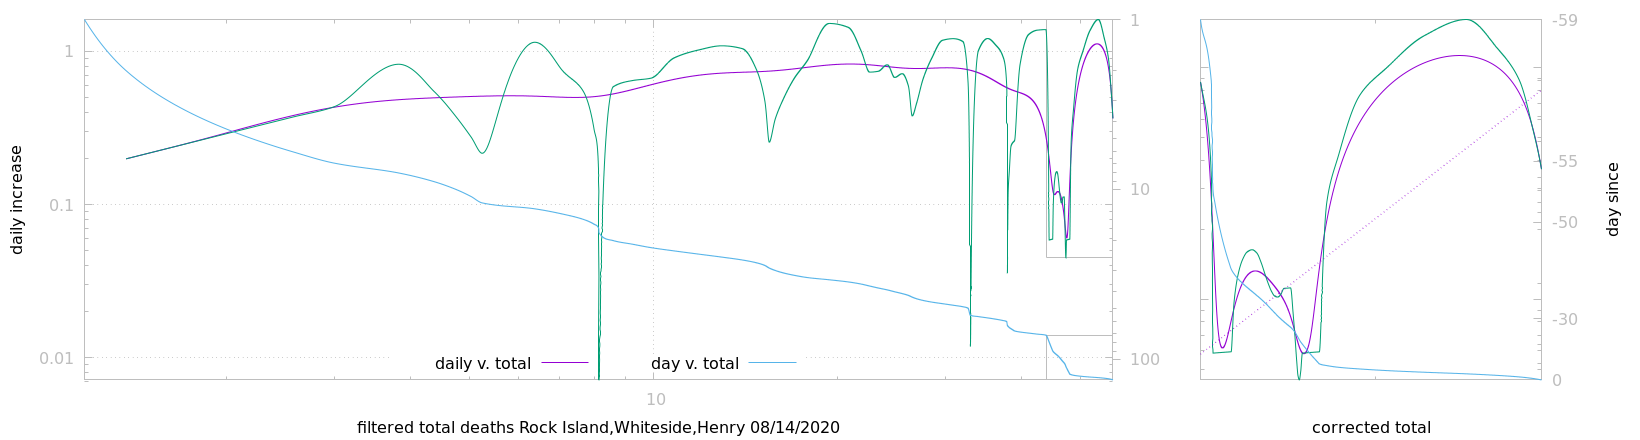 daily increase
1
0.1
0.01
10
1
10
100
daily v. total
day v. total
filtered total deaths Rock Island,Whiteside,Henry 08/14/2020
-59
-55
-50
-30
0
day since
corrected total